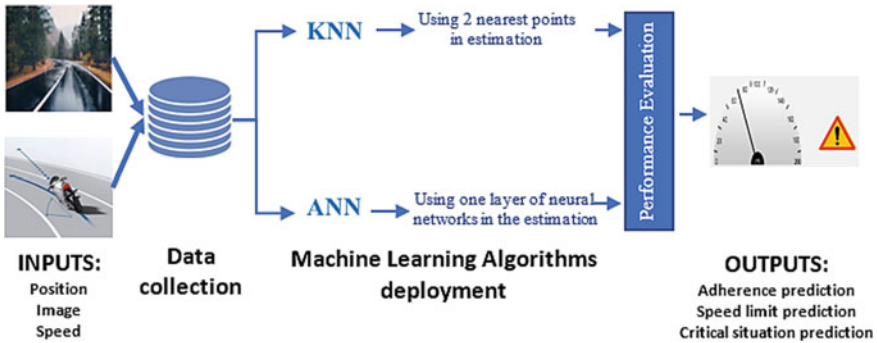 KNN
Using 2 nearest points
in estimation
ANN
Using one layer of neural
networks in the estimation
Performance Evaluation
INPUTS:
Position
Image
Speed
Data
collection
Machine Learning Algorithms
deployment
OUTPUTS:
Adherence prediction
Speed limit prediction
Critical situation prediction